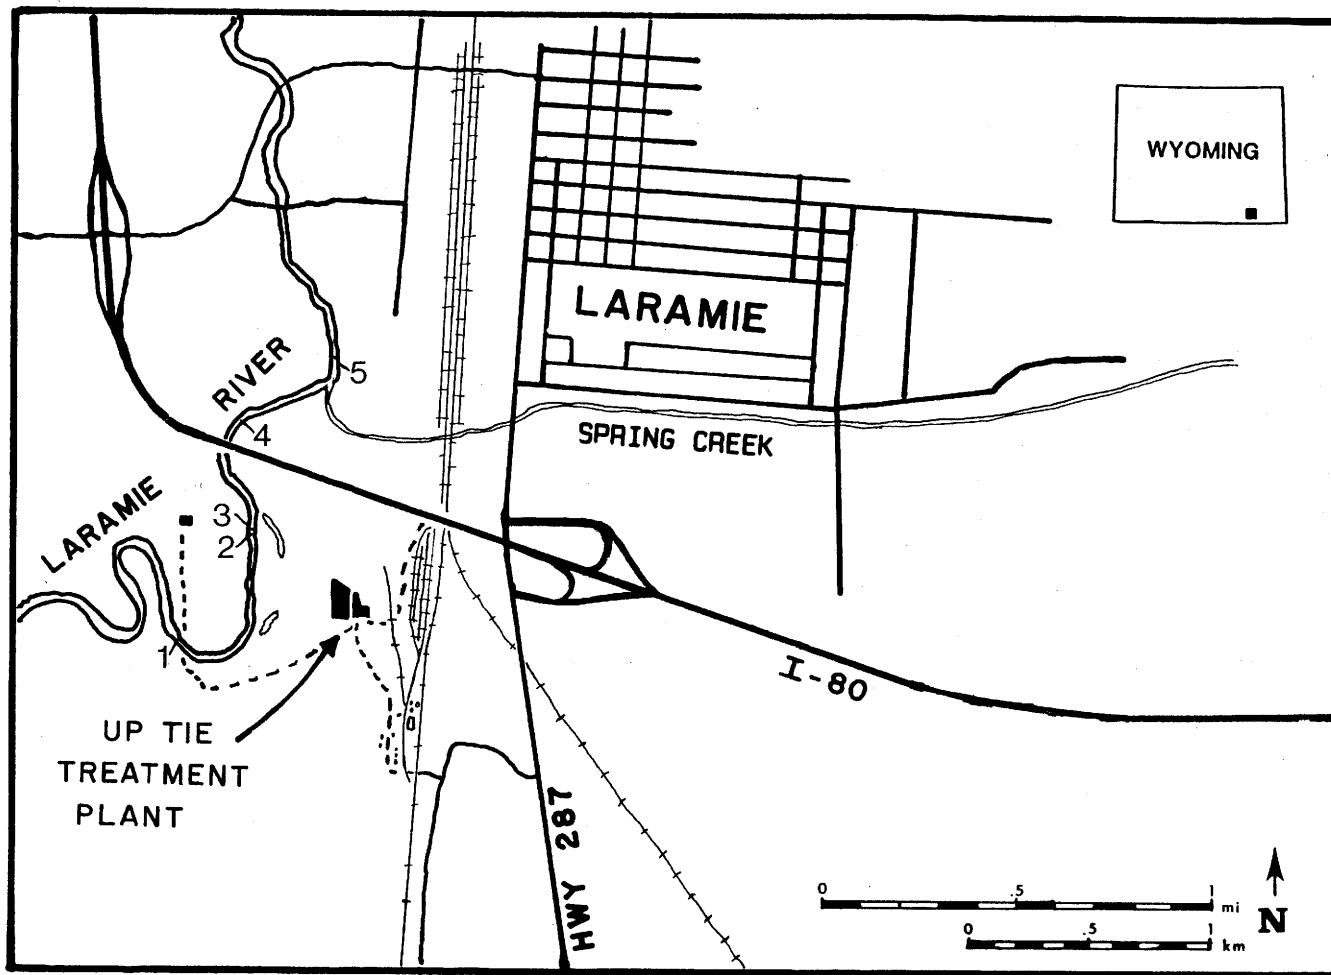 WYOMING
LARAMIE
RIVER
5
4
SPRING CREEK
LARAMIE
3
2
1
I-80
UP TIE
TREATMENT
PLANT
HWY 287
0 .5 1
mi
0 .5 1
km
N